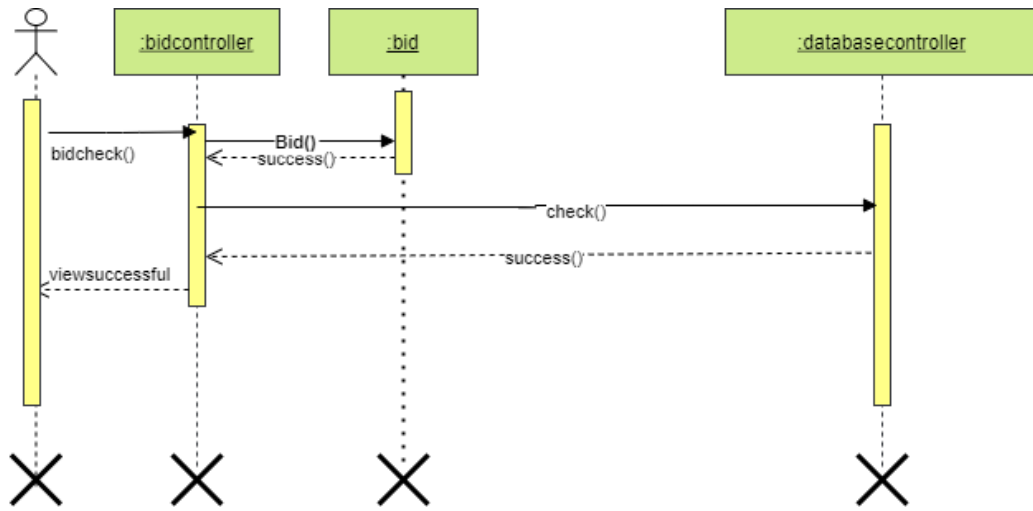 :bidcontroller
:bid
:databasecontroller
bidcheck()
Bid()
success()
check()
success()
viewsuccessful